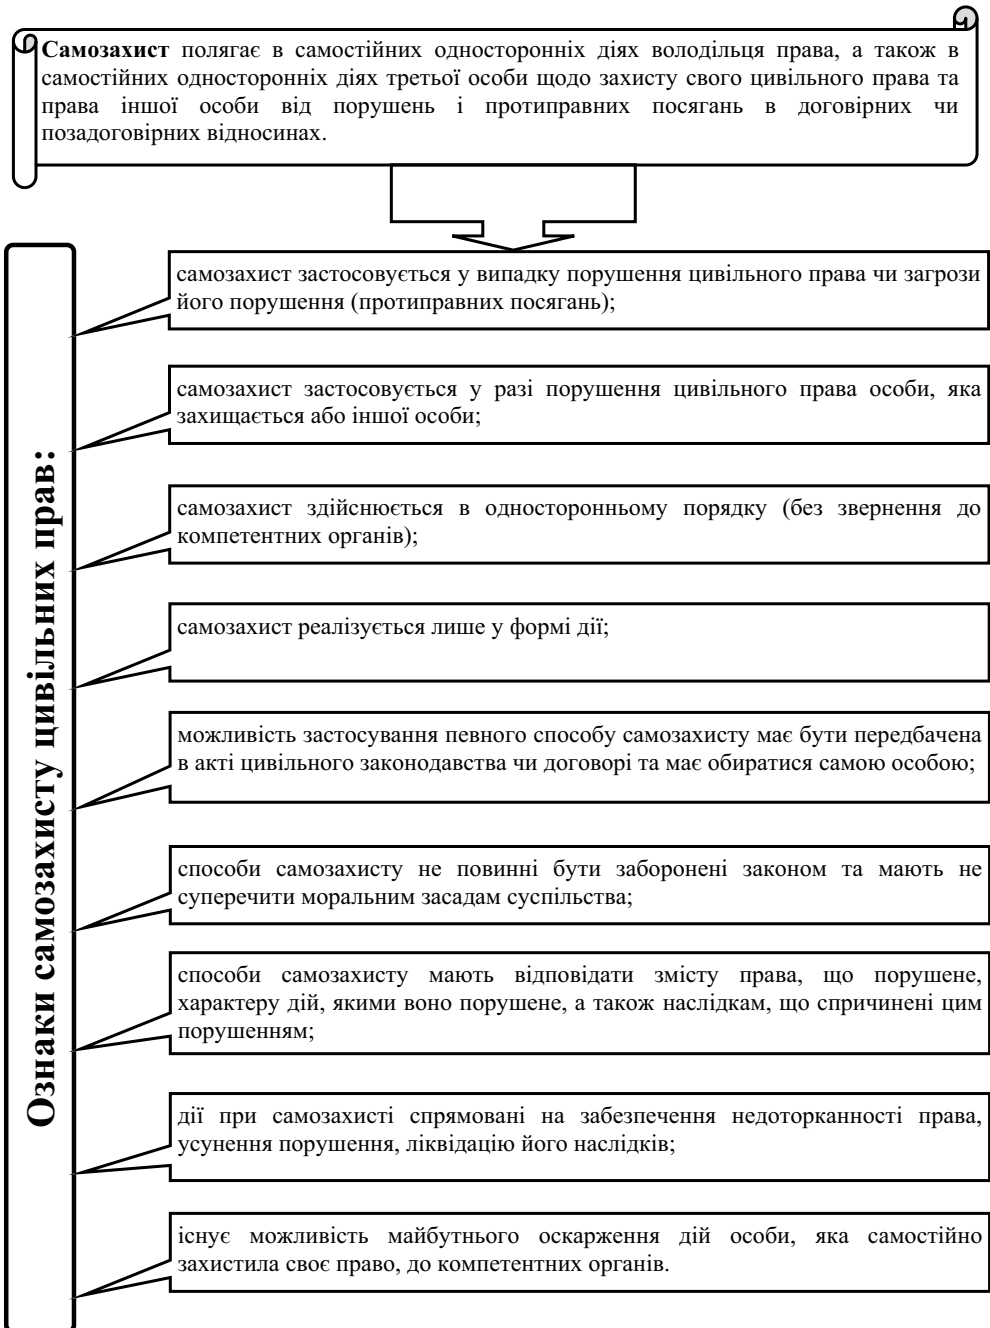 Самозахист полягає в самостійних односторонніх діях володільця права, а також в
самостійних односторонніх діях третьої особи щодо захисту свого цивільного права та
права іншої особи від порушень і протиправних посягань в договірних чи
позадоговірних відносинах.
Ознаки самозахисту цивільних прав:
самозахист застосовується у випадку порушення цивільного права чи загрози
його порушення (протиправних посягань);
самозахист застосовується у разі порушення цивільного права особи, яка
захищається або іншої особи;
самозахист здійснюється в односторонньому порядку (без звернення до
компетентних органів);
самозахист реалізується лише у формі дії;
можливість застосування певного способу самозахисту має бути передбачена
в акті цивільного законодавства чи договорі та має обиратися самою особою;
способи самозахисту не повинні бути заборонені законом та мають не
суперечити моральним засадам суспільства;
способи самозахисту мають відповідати змісту права, що порушене,
характеру дій, якими воно порушене, а також наслідкам, що спричинені цим
порушенням;
дії при самозахисті спрямовані на забезпечення недоторканності права,
усунення порушення, ліквідацію його наслідків;
існує можливість майбутнього оскарження дій особи, яка самостійно
захистила своє право, до компетентних органів.